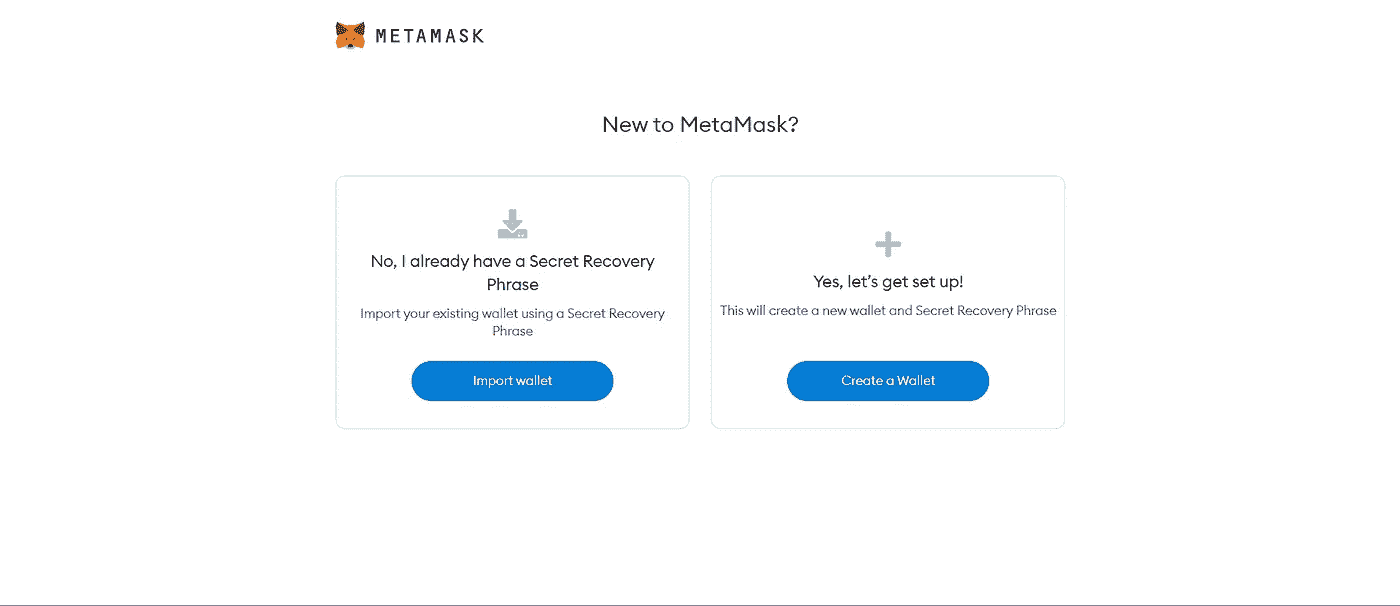 METAMASK
New to MetaMask?
No, I already have a Secret Recovery
Phrase
Import your existing wallet using a Secret Recovery
Phrase
Import wallet
Yes, let’s get set up!
This will create a new wallet and Secret Recovery Phrase
Create a Wallet